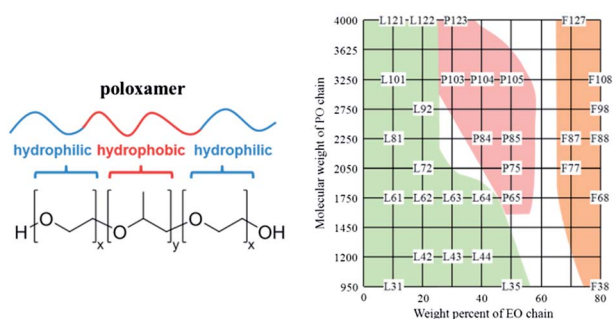 poloxamer
hydrophilic hydrophobic hydrophilic
H O O O OH
x y x
Molecular weight of PO chain
4000 L121 L122 P123 F127
3625
3250 L101 P103 P104 P105 F108
2750 L92 F98
2250 L81 P84 P85 F87 F88
2050 L72 P75 F77
1750 L61 L62 L63 L64 P65 F68
1450
1200 L42 L43 L44
950 L31 L35 F38
0 20 40 60 80
Weight percent of EO chain